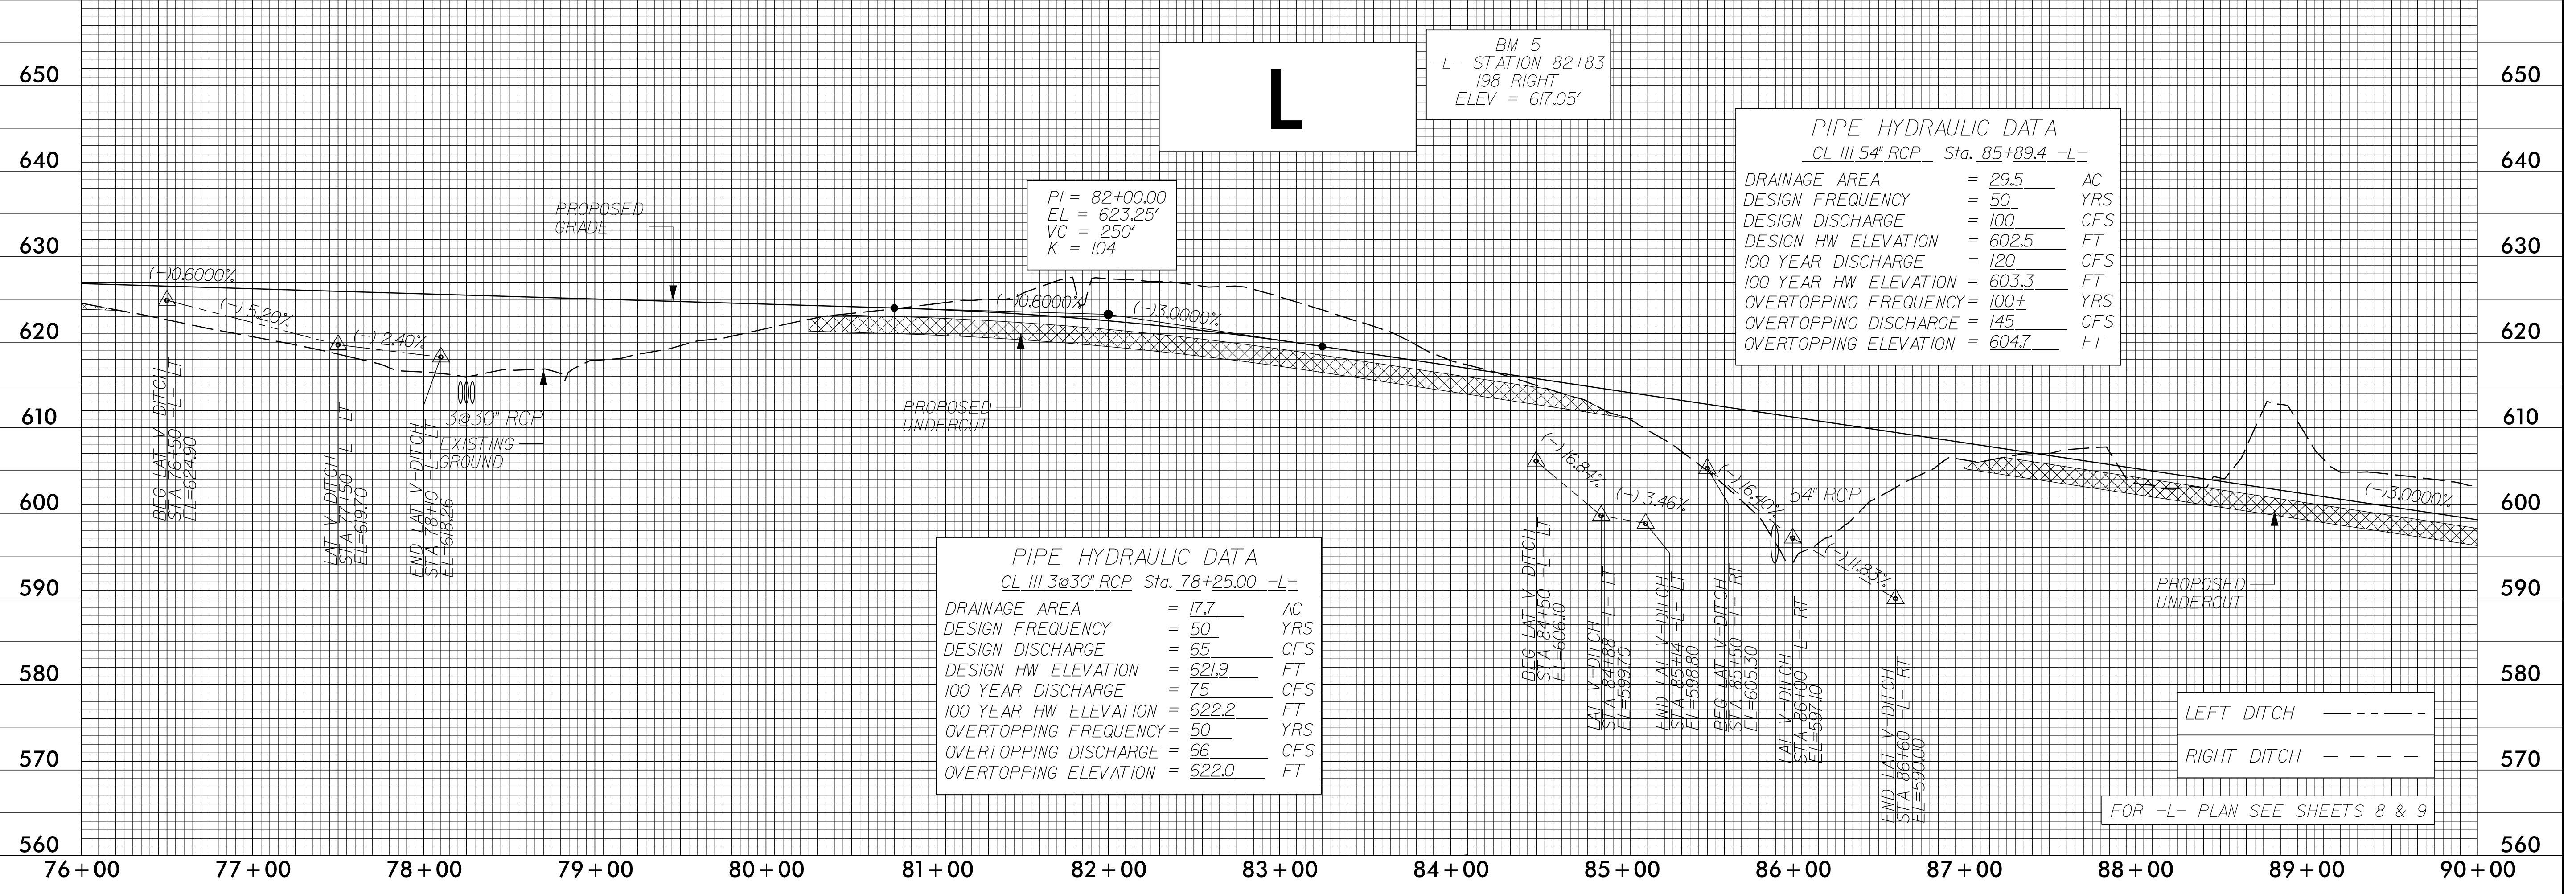 650
640
630
620
610
600
590
580
570
560
L
BM 5
-L- STATION 82+83
198 RIGHT
ELEV = 617.05'
PI = 82+00.00
EL = 623.25'
VC = 250'
K = 104
PROPOSED
GRADE
(-)0.6000%
(-)5.20%
(-)2.40%
(-)0.6000%
(-)3.0000%
3@30" RCP
EXISTING
GROUND
PROPOSED
UNDERCUT
BEG LAT V DITCH
STA 76+50 -L- LT
EL=624.90
LAT V DITCH
STA 77+50 -L- LT
EL=619.70
END LAT V DITCH
STA 78+10 -L- LT
EL=618.26
PIPE HYDRAULIC DATA
CL III 3@30" RCP Sta. 78+25.00 -L-
DRAINAGE AREA = 17.7 AC
DESIGN FREQUENCY = 50 YRS
DESIGN DISCHARGE = 65 CFS
DESIGN HW ELEVATION = 621.9 FT
100 YEAR DISCHARGE = 75 CFS
100 YEAR HW ELEVATION = 622.2 FT
OVERTOPPING FREQUENCY = 50 YRS
OVERTOPPING DISCHARGE = 66 CFS
OVERTOPPING ELEVATION = 622.0 FT
PIPE HYDRAULIC DATA
CL III 54" RCP Sta. 85+89.4 -L-
DRAINAGE AREA = 29.5 AC
DESIGN FREQUENCY = 50 YRS
DESIGN DISCHARGE = 100 CFS
DESIGN HW ELEVATION = 602.5 FT
100 YEAR DISCHARGE = 120 CFS
100 YEAR HW ELEVATION = 603.3 FT
OVERTOPPING FREQUENCY = 100± YRS
OVERTOPPING DISCHARGE = 145 CFS
OVERTOPPING ELEVATION = 604.7 FT
(-)16.84%
(-)3.46%
(-)16.40%
54" RCP
(-)11.83%
(-)3.0000%
BEG LAT V-DITCH
STA 84+50 -L- LT
EL=606.10
LAT V-DITCH
STA 84+88 -L- LT
EL=599.70
END LAT V-DITCH
STA 85+14 -L- LT
EL=598.80
BEG LAT V-DITCH
STA 85+50 -L- RT
EL=605.30
LAT V DITCH
STA 86+00 -L- RT
EL=597.10
END LAT V DITCH
STA 86+60 -L- RT
EL=590.00
PROPOSED
UNDERCUT
LEFT DITCH
RIGHT DITCH
FOR -L- PLAN SEE SHEETS 8 & 9
650
640
630
620
610
600
590
580
570
560
76+00 77+00 78+00 79+00 80+00 81+00 82+00 83+00 84+00 85+00 86+00 87+00 88+00 89+00 90+00